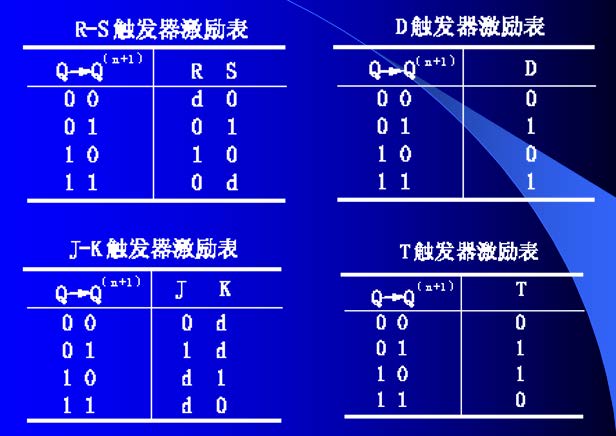 R-S触发器激励表
Q→Q(n+1) R S
0 0 d 0
0 1 0 1
1 0 1 0
1 1 0 d
D触发器激励表
Q→Q(n+1) D
0 0 0
0 1 1
1 0 0
1 1 1
J-K触发器激励表
Q→Q(n+1) J K
0 0 0 d
0 1 1 d
1 0 d 1
1 1 d 0
T触发器激励表
Q→Q(n+1) T
0 0 0
0 1 1
1 0 1
1 1 0